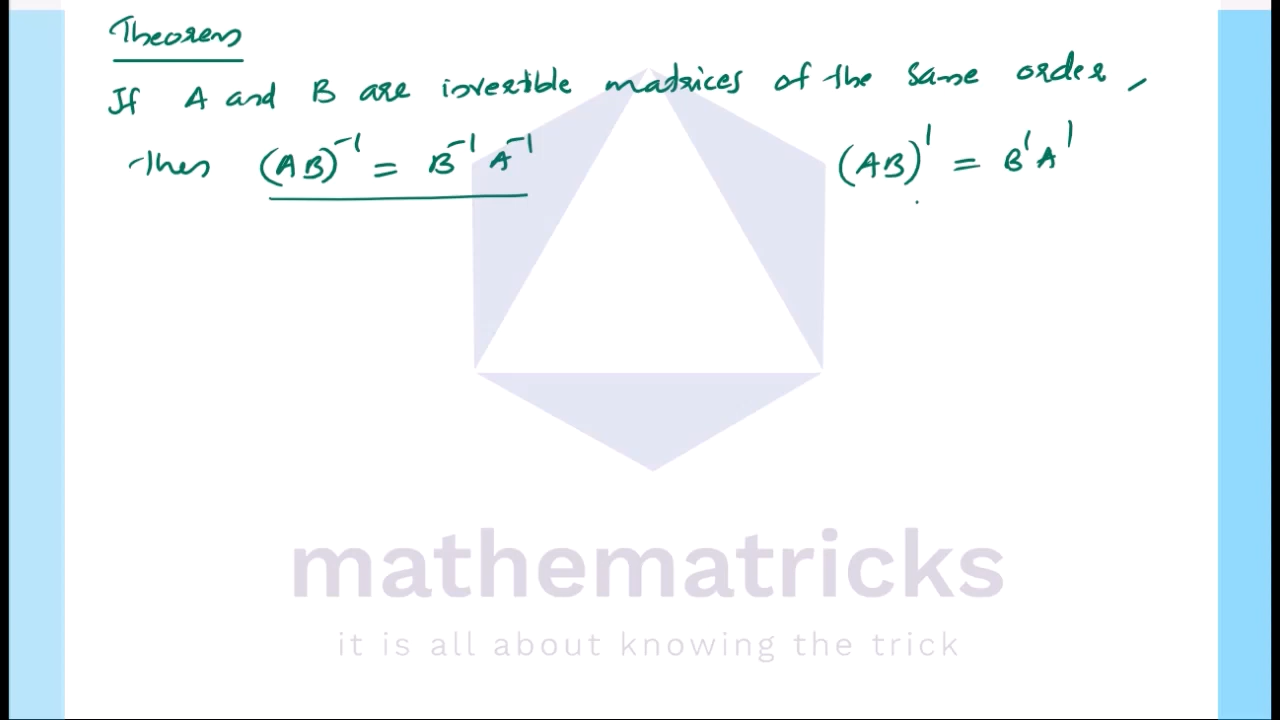 Theorem
If A and B are invertible matrices of the same order,
then (AB)⁻¹ = B⁻¹ A⁻¹ (AB)' = B'A'
mathematricks
it is all about knowing the trick